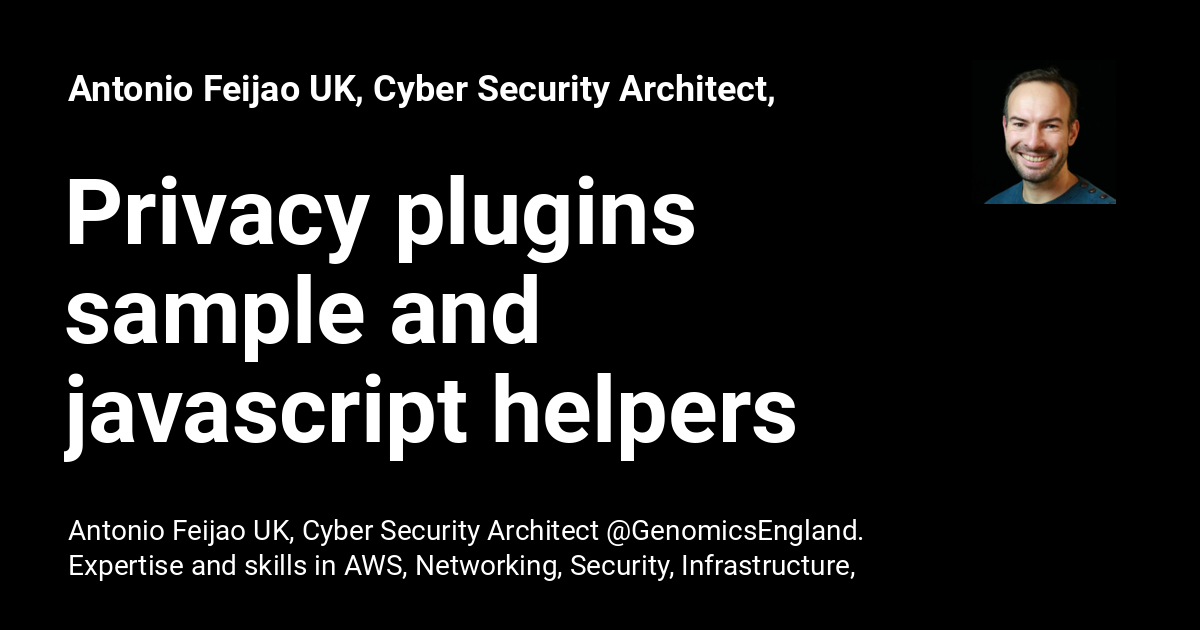 Antonio Feijao UK, Cyber Security Architect,
Privacy plugins
sample and
javascript helpers
Antonio Feijao UK, Cyber Security Architect @GenomicsEngland.
Expertise and skills in AWS, Networking, Security, Infrastructure,